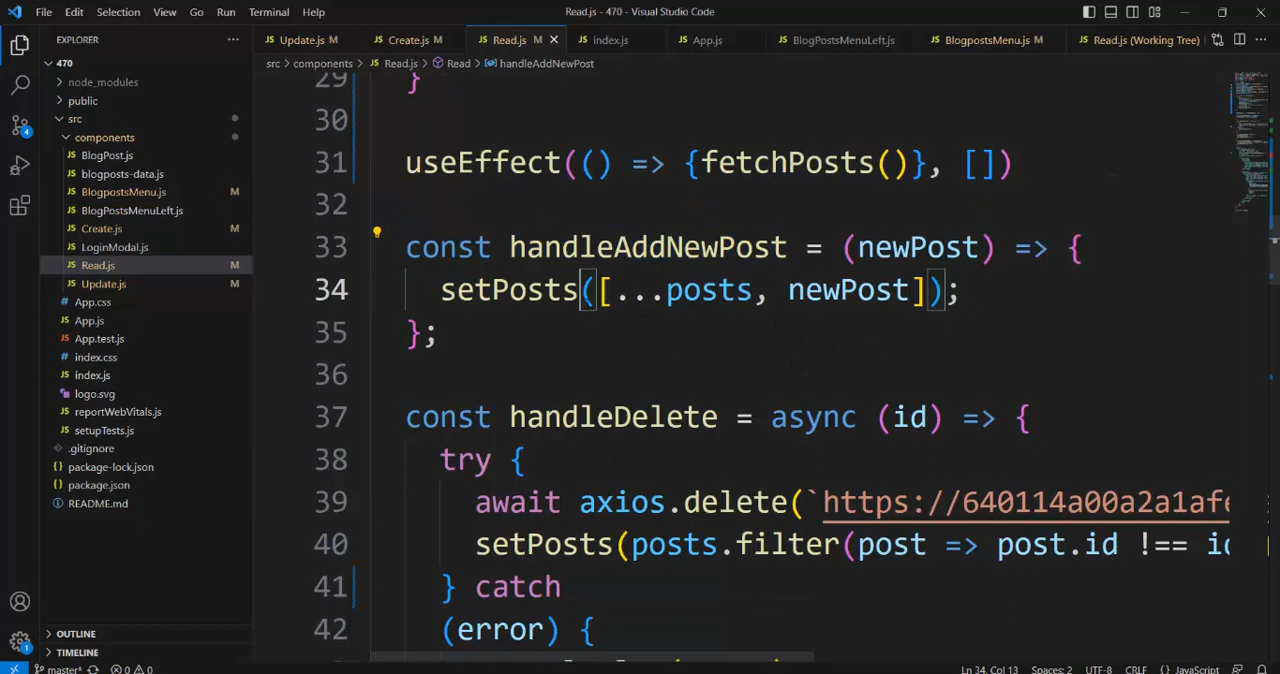 File Edit Selection View Go Run Terminal Help Read.js - 470 - Visual Studio Code
EXPLORER ...
Update.js M Create.js M Read.js M index.js App.js BlogPostsMenuLeft.js BlogpostsMenu.js M Read.js (Working Tree) M
src > components > Read.js > Read > handleAddNewPost
470
node_modules
public
src
components
BlogPost.js
blogposts-data.js
BlogpostsMenu.js M
BlogPostsMenuLeft.js
Create.js M
LoginModal.js
Read.js M
Update.js M
App.css
App.js
App.test.js
index.css
index.js
logo.svg
reportWebVitals.js
setupTests.js
.gitignore
package-lock.json
package.json
README.md
OUTLINE
TIMELINE
4
1
29 }
30
31 useEffect(() => {fetchPosts()}, [])
32
33 const handleAddNewPost = (newPost) => {
34 setPosts([...posts, newPost]);
35 };
36
37 const handleDelete = async (id) => {
38 try {
39 await axios.delete(`https://640114a00a2a1afe
40 setPosts(posts.filter(post => post.id !== id
41 } catch
42 (error) {
master* 0 0 Ln 34, Col 13 Spaces: 2 UTF-8 CRLF {} JavaScript